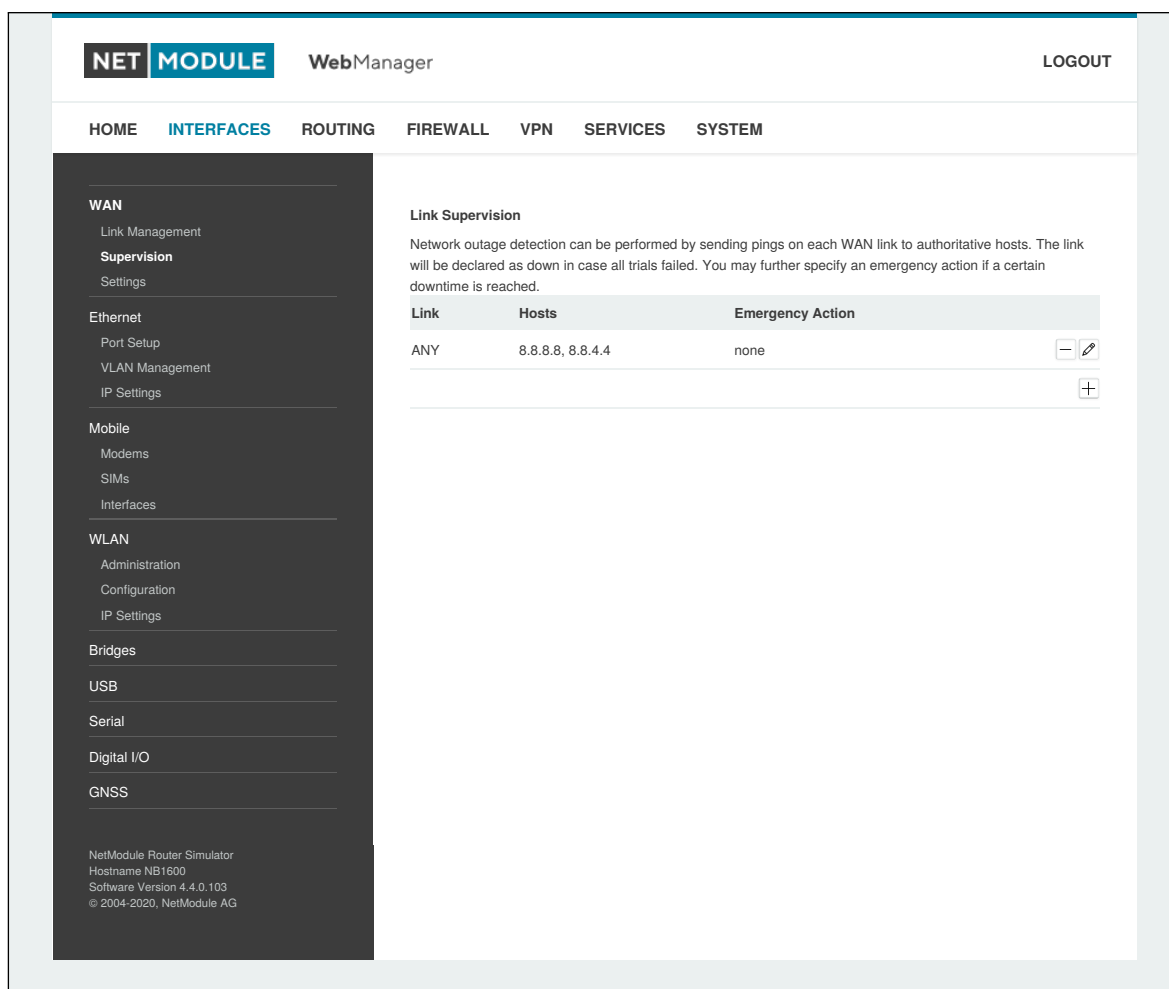 NET MODULE WebManager LOGOUT
HOME INTERFACES ROUTING FIREWALL VPN SERVICES SYSTEM
WAN
Link Management
Supervision
Settings
Ethernet
Port Setup
VLAN Management
IP Settings
Mobile
Modems
SIMs
Interfaces
WLAN
Administration
Configuration
IP Settings
Bridges
USB
Serial
Digital I/O
GNSS
NetModule Router Simulator
Hostname NB1600
Software Version 4.4.0.103
© 2004-2020, NetModule AG
Link Supervision
Network outage detection can be performed by sending pings on each WAN link to authoritative hosts. The link
will be declared as down in case all trials failed. You may further specify an emergency action if a certain
downtime is reached.
Link Hosts Emergency Action
ANY 8.8.8.8, 8.8.4.4 none